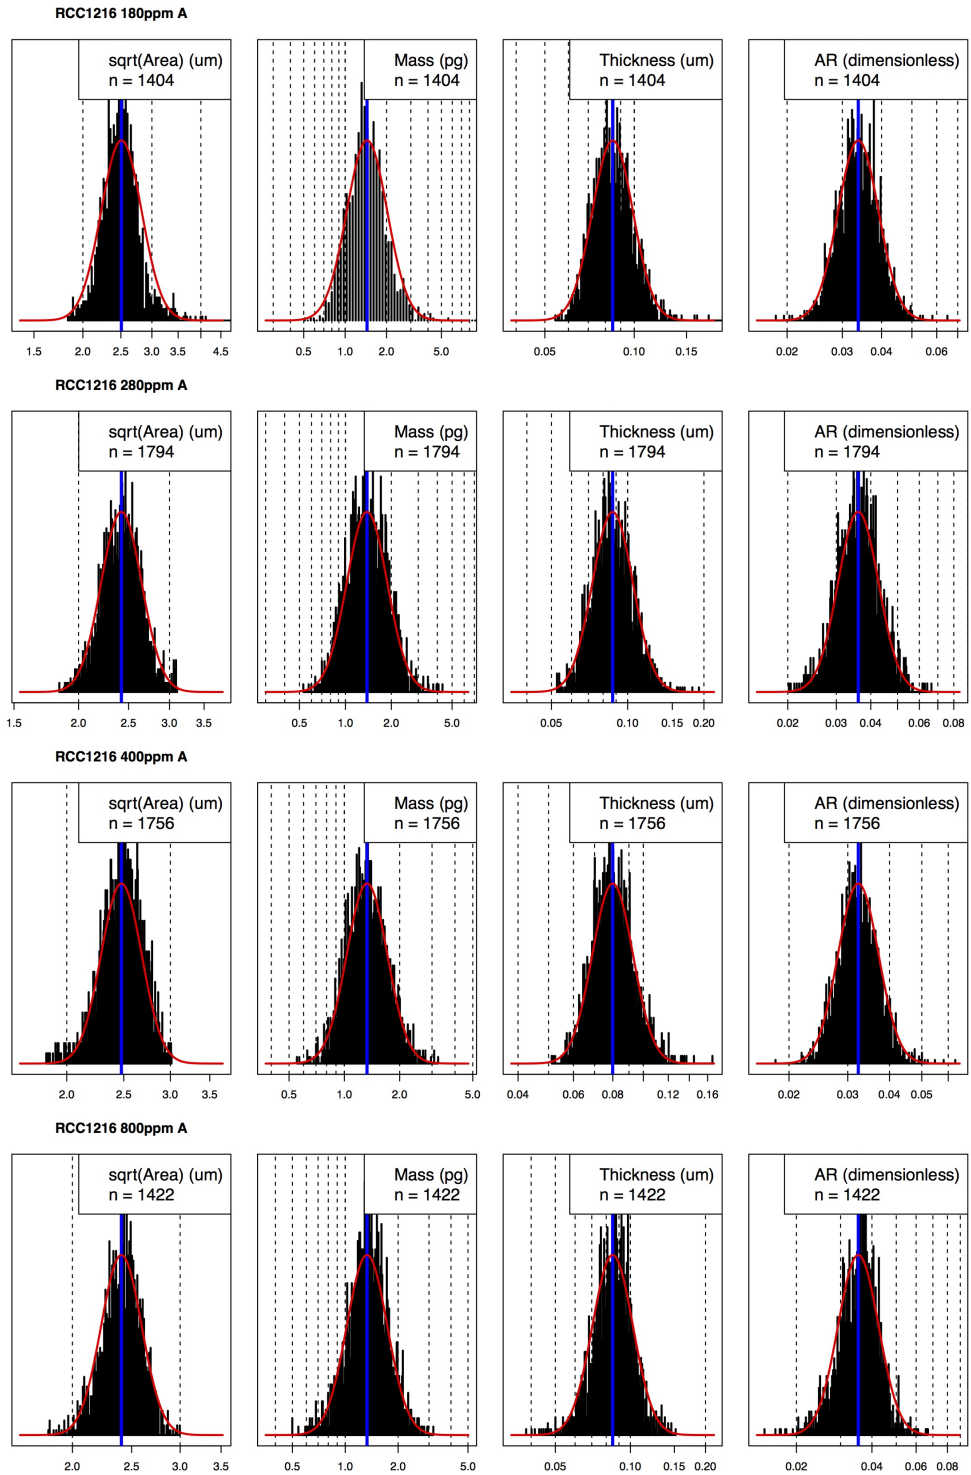 RCC1216 180ppm A
sqrt(Area) (um)
n = 1404
Mass (pg)
n = 1404
Thickness (um)
n = 1404
AR (dimensionless)
n = 1404
1.5 2.0 2.5 3.0 3.5 4.5
0.5 1.0 2.0 5.0
0.05 0.10 0.15
0.02 0.03 0.04 0.06
RCC1216 280ppm A
sqrt(Area) (um)
n = 1794
Mass (pg)
n = 1794
Thickness (um)
n = 1794
AR (dimensionless)
n = 1794
1.5 2.0 2.5 3.0 3.5
0.5 1.0 2.0 5.0
0.05 0.10 0.15 0.20
0.02 0.03 0.04 0.06 0.08
RCC1216 400ppm A
sqrt(Area) (um)
n = 1756
Mass (pg)
n = 1756
Thickness (um)
n = 1756
AR (dimensionless)
n = 1756
2.0 2.5 3.0 3.5
0.5 1.0 2.0 5.0
0.04 0.06 0.08 0.12 0.16
0.02 0.03 0.04 0.05
RCC1216 800ppm A
sqrt(Area) (um)
n = 1422
Mass (pg)
n = 1422
Thickness (um)
n = 1422
AR (dimensionless)
n = 1422
2.0 2.5 3.0 3.5
0.5 1.0 2.0 5.0
0.05 0.10 0.15 0.20
0.02 0.04 0.06 0.08